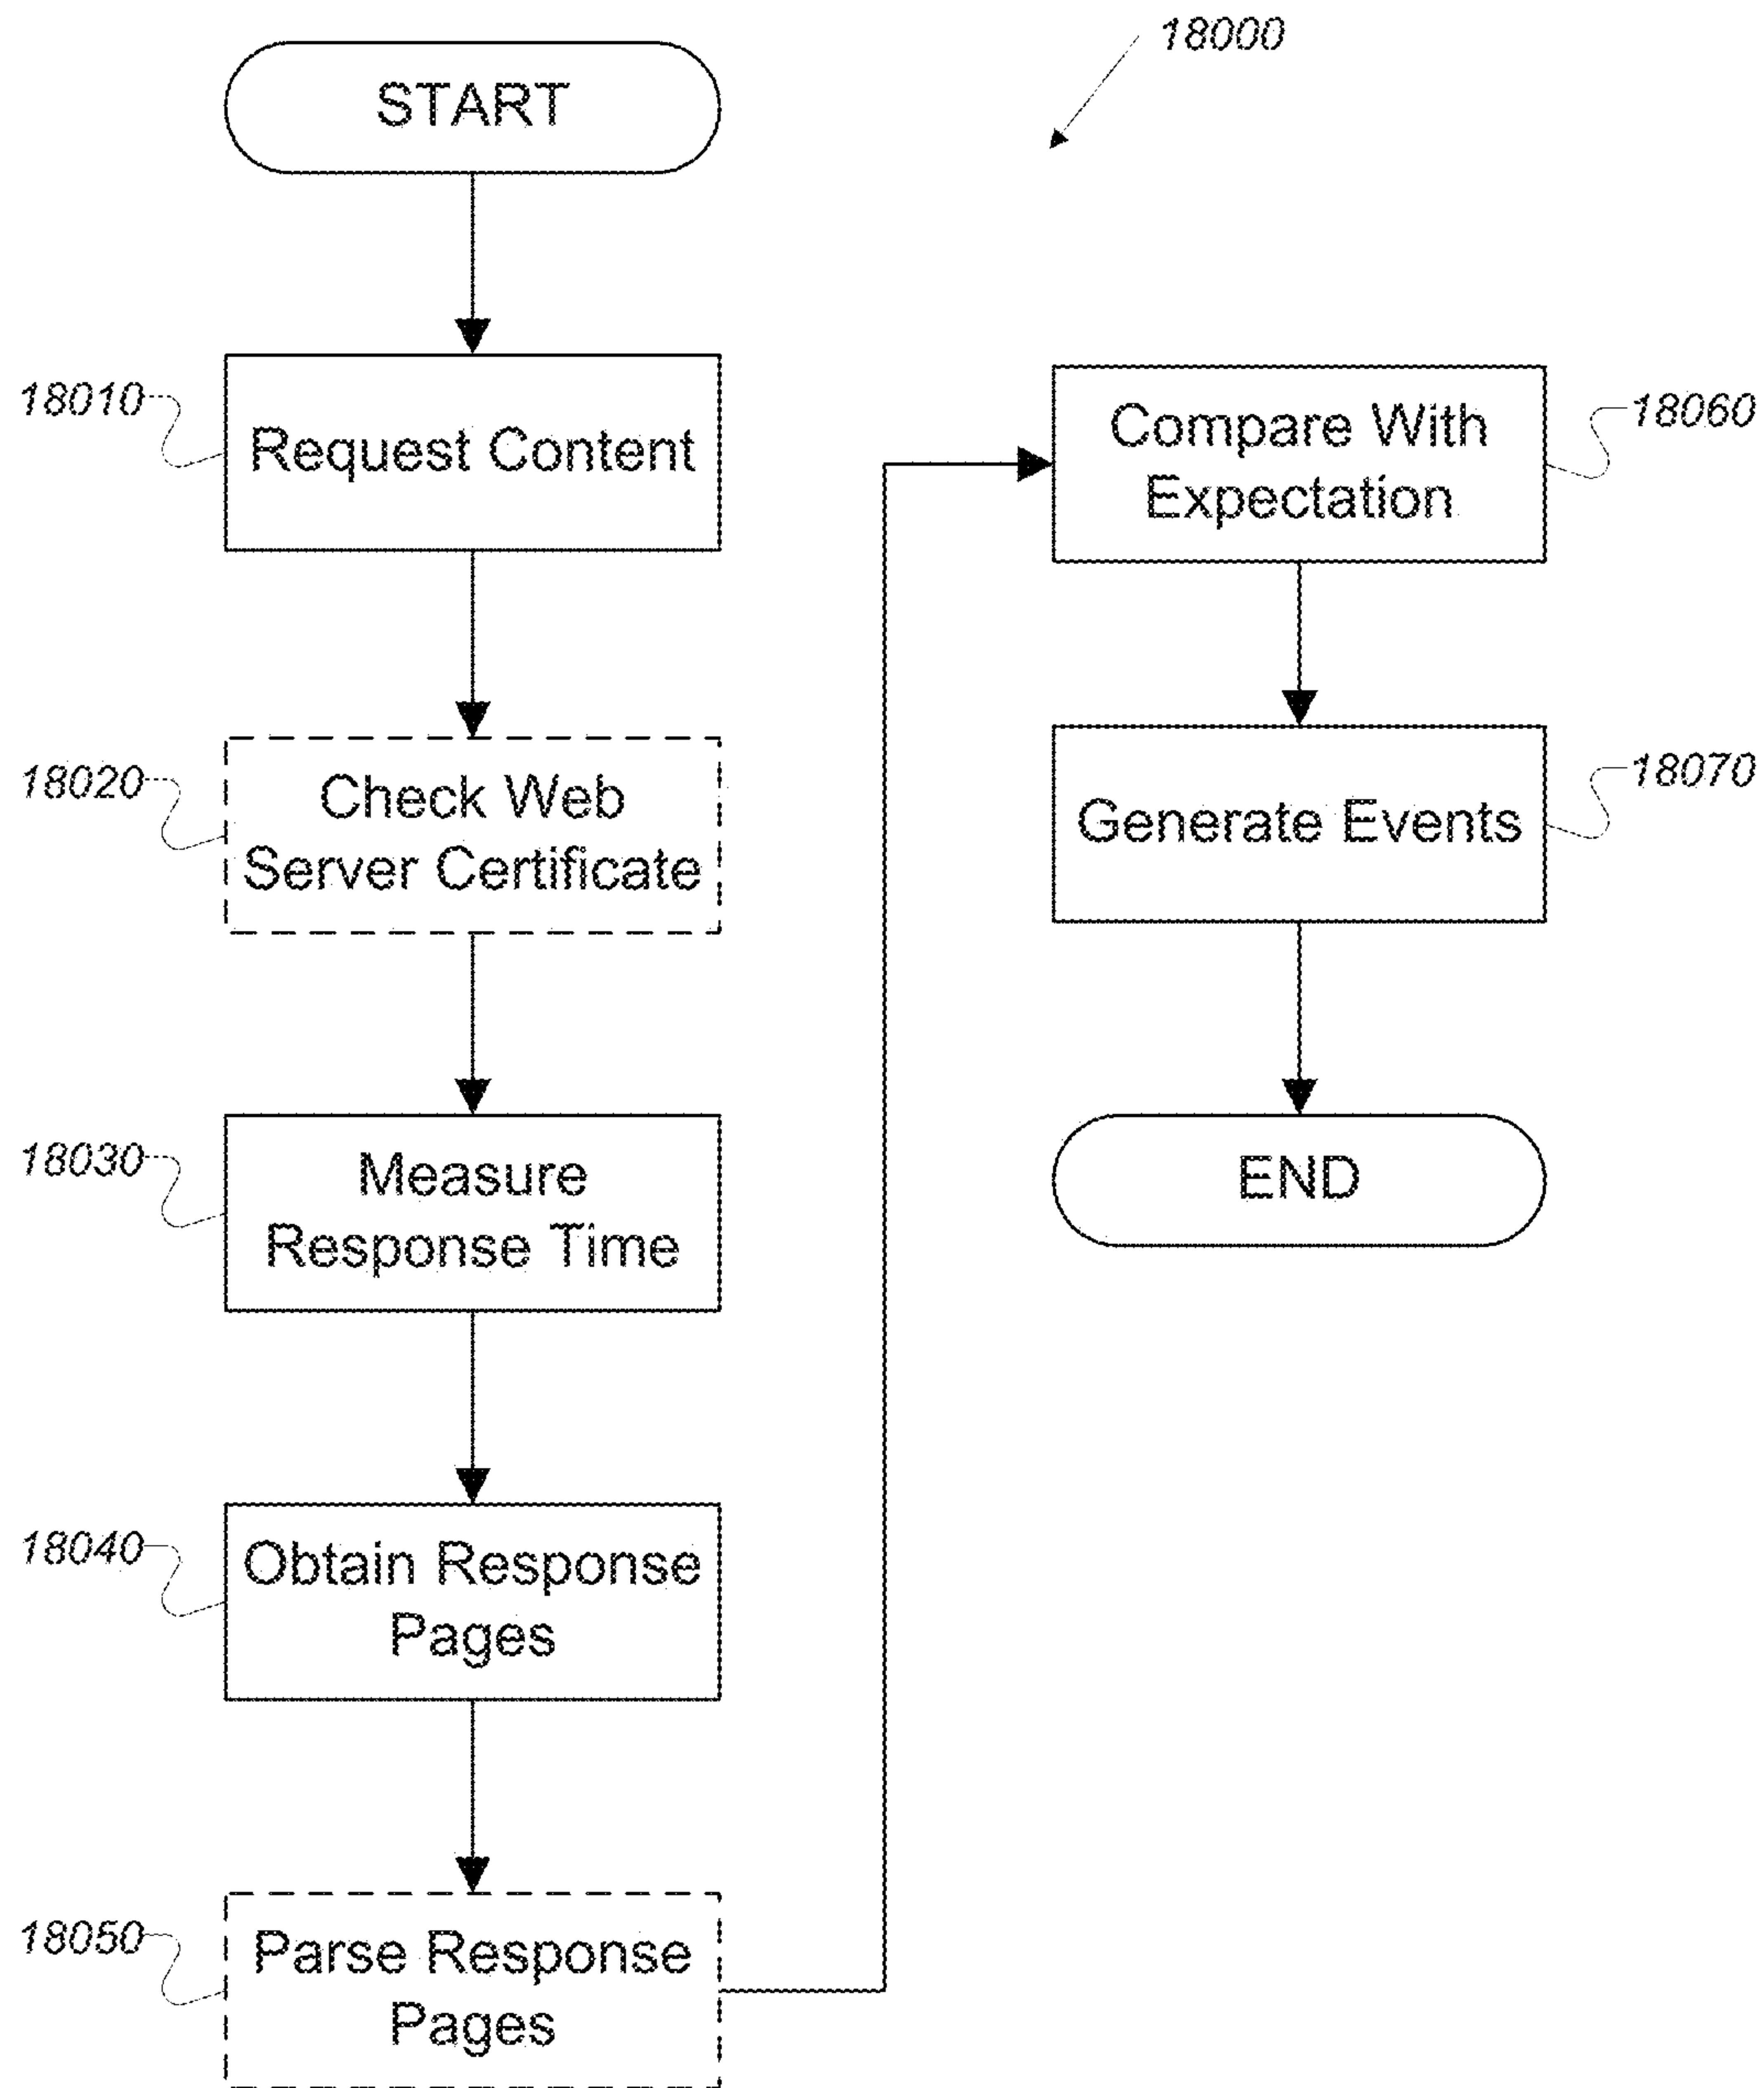 18000
START
18010
Request Content
18020
Check Web
Server Certificate
18030
Measure
Response Time
18040
Obtain Response
Pages
18050
Parse Response
Pages
Compare With
Expectation
18060
Generate Events
18070
END